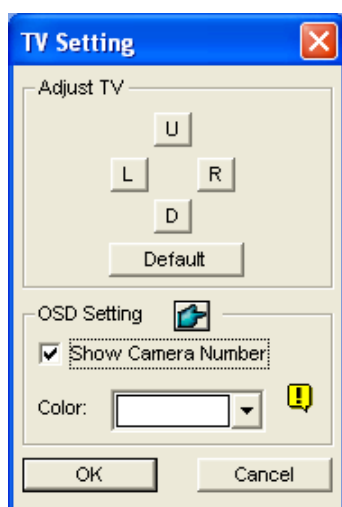 TV Setting
Adjust TV
U
L R
D
Default
OSD Setting
Show Camera Number
Color:
!
OK Cancel